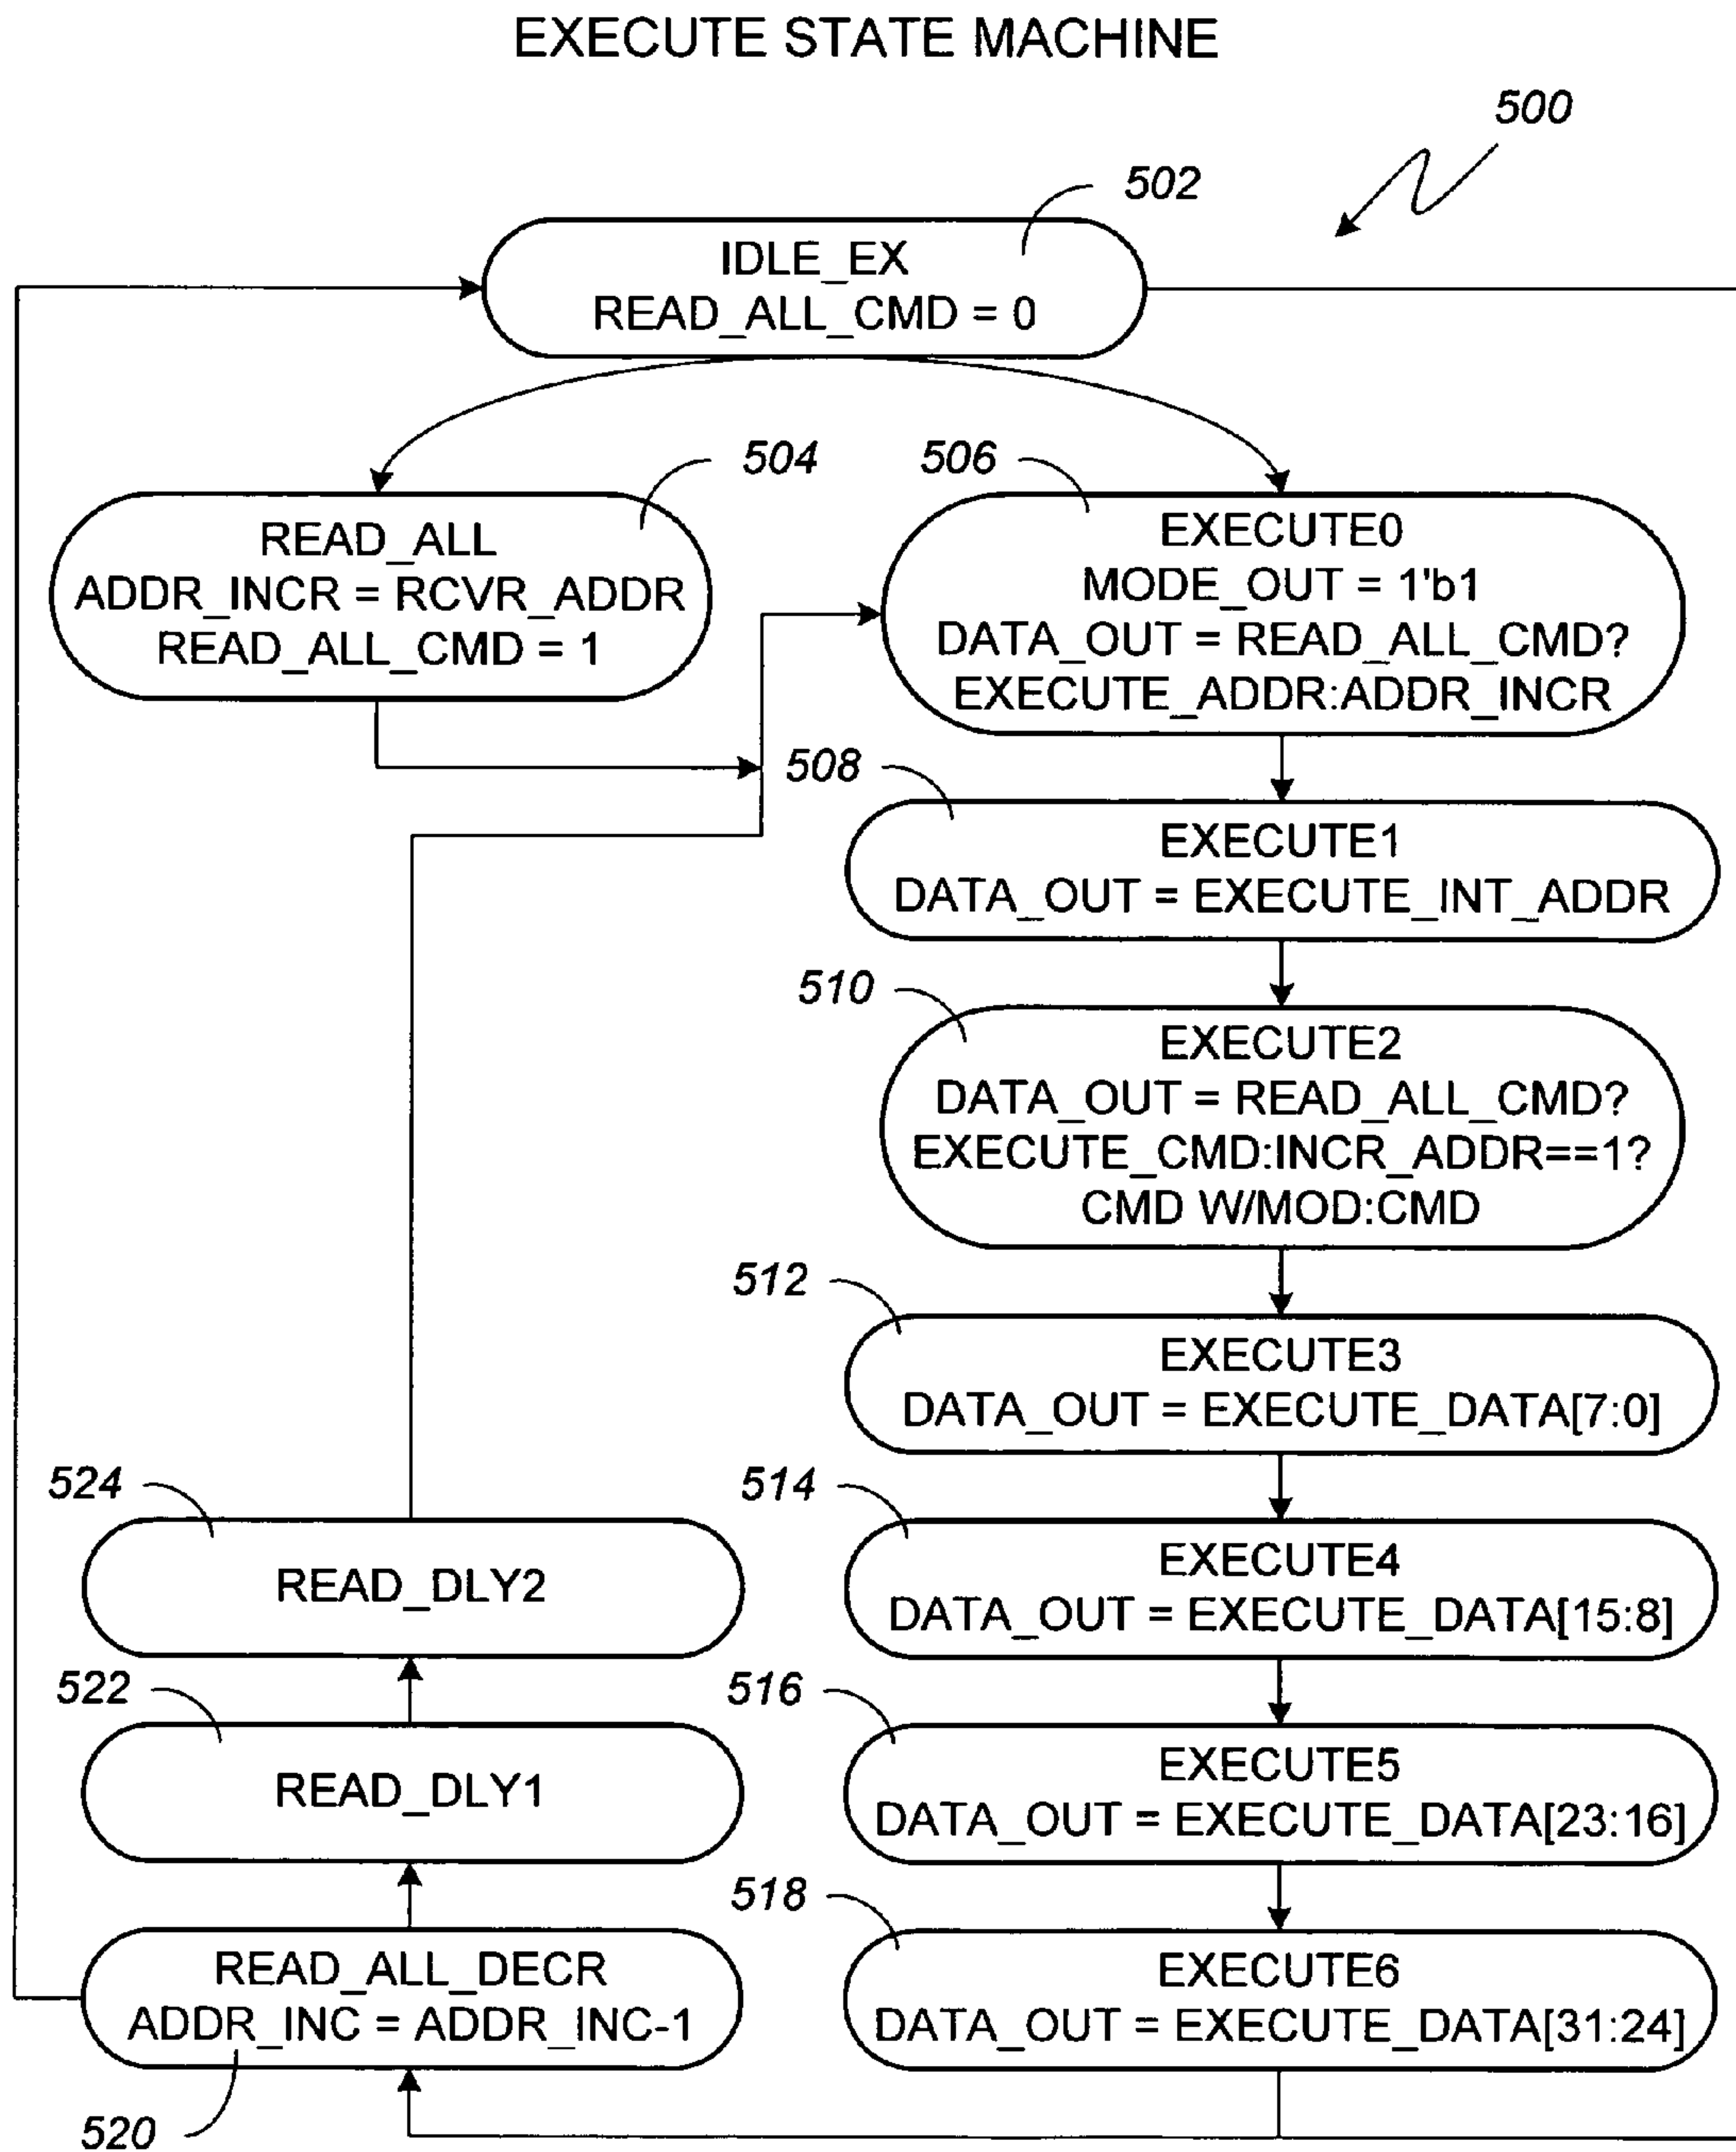 EXECUTE STATE MACHINE
500
502
IDLE_EX
READ_ALL_CMD = 0
504
READ_ALL
ADDR_INCR = RCVR_ADDR
READ_ALL_CMD = 1
506
EXECUTE0
MODE_OUT = 1'b1
DATA_OUT = READ_ALL_CMD?
EXECUTE_ADDR:ADDR_INCR
508
EXECUTE1
DATA_OUT = EXECUTE_INT_ADDR
510
EXECUTE2
DATA_OUT = READ_ALL_CMD?
EXECUTE_CMD:INCR_ADDR==1?
CMD W/MOD:CMD
512
EXECUTE3
DATA_OUT = EXECUTE_DATA[7:0]
514
EXECUTE4
DATA_OUT = EXECUTE_DATA[15:8]
516
EXECUTE5
DATA_OUT = EXECUTE_DATA[23:16]
518
EXECUTE6
DATA_OUT = EXECUTE_DATA[31:24]
524
READ_DLY2
522
READ_DLY1
READ_ALL_DECR
ADDR_INC = ADDR_INC-1
520